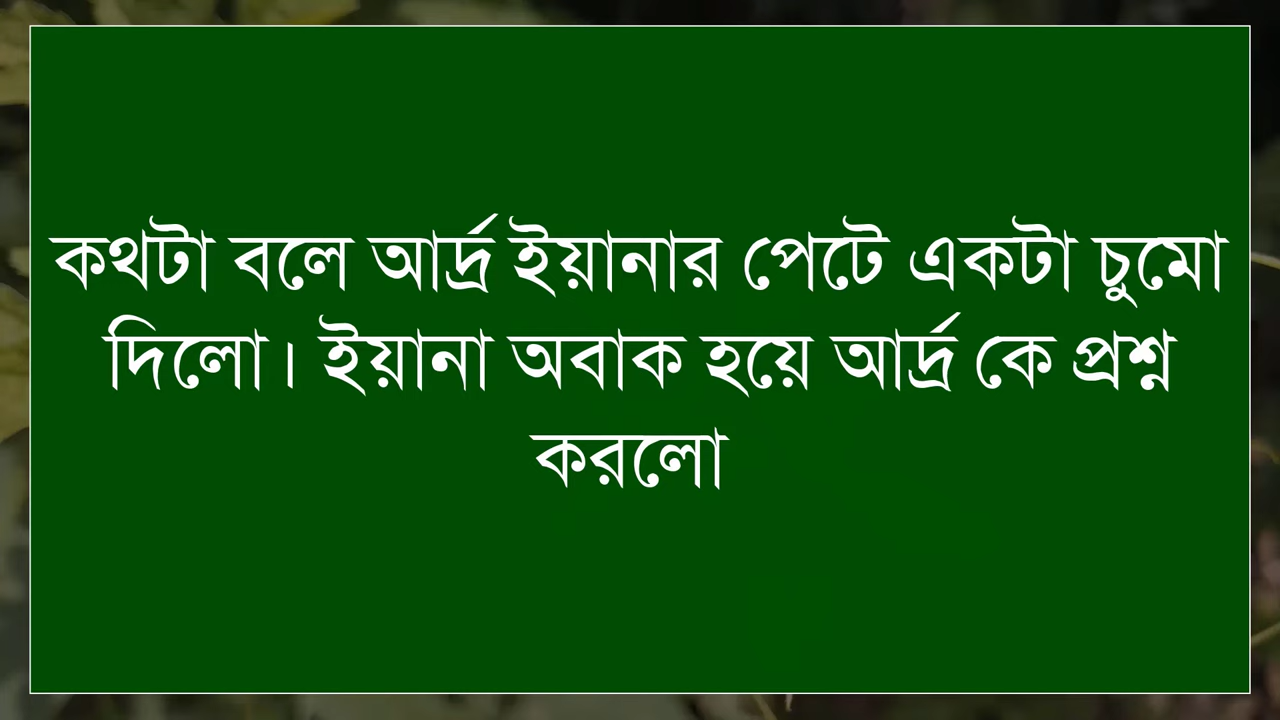 কথটা বলে আর্দ্র ইয়ানার পেটে একটা চুমো
দিলো। ইয়ানা অবাক হয়ে আর্দ্র কে প্রশ্ন
করলো